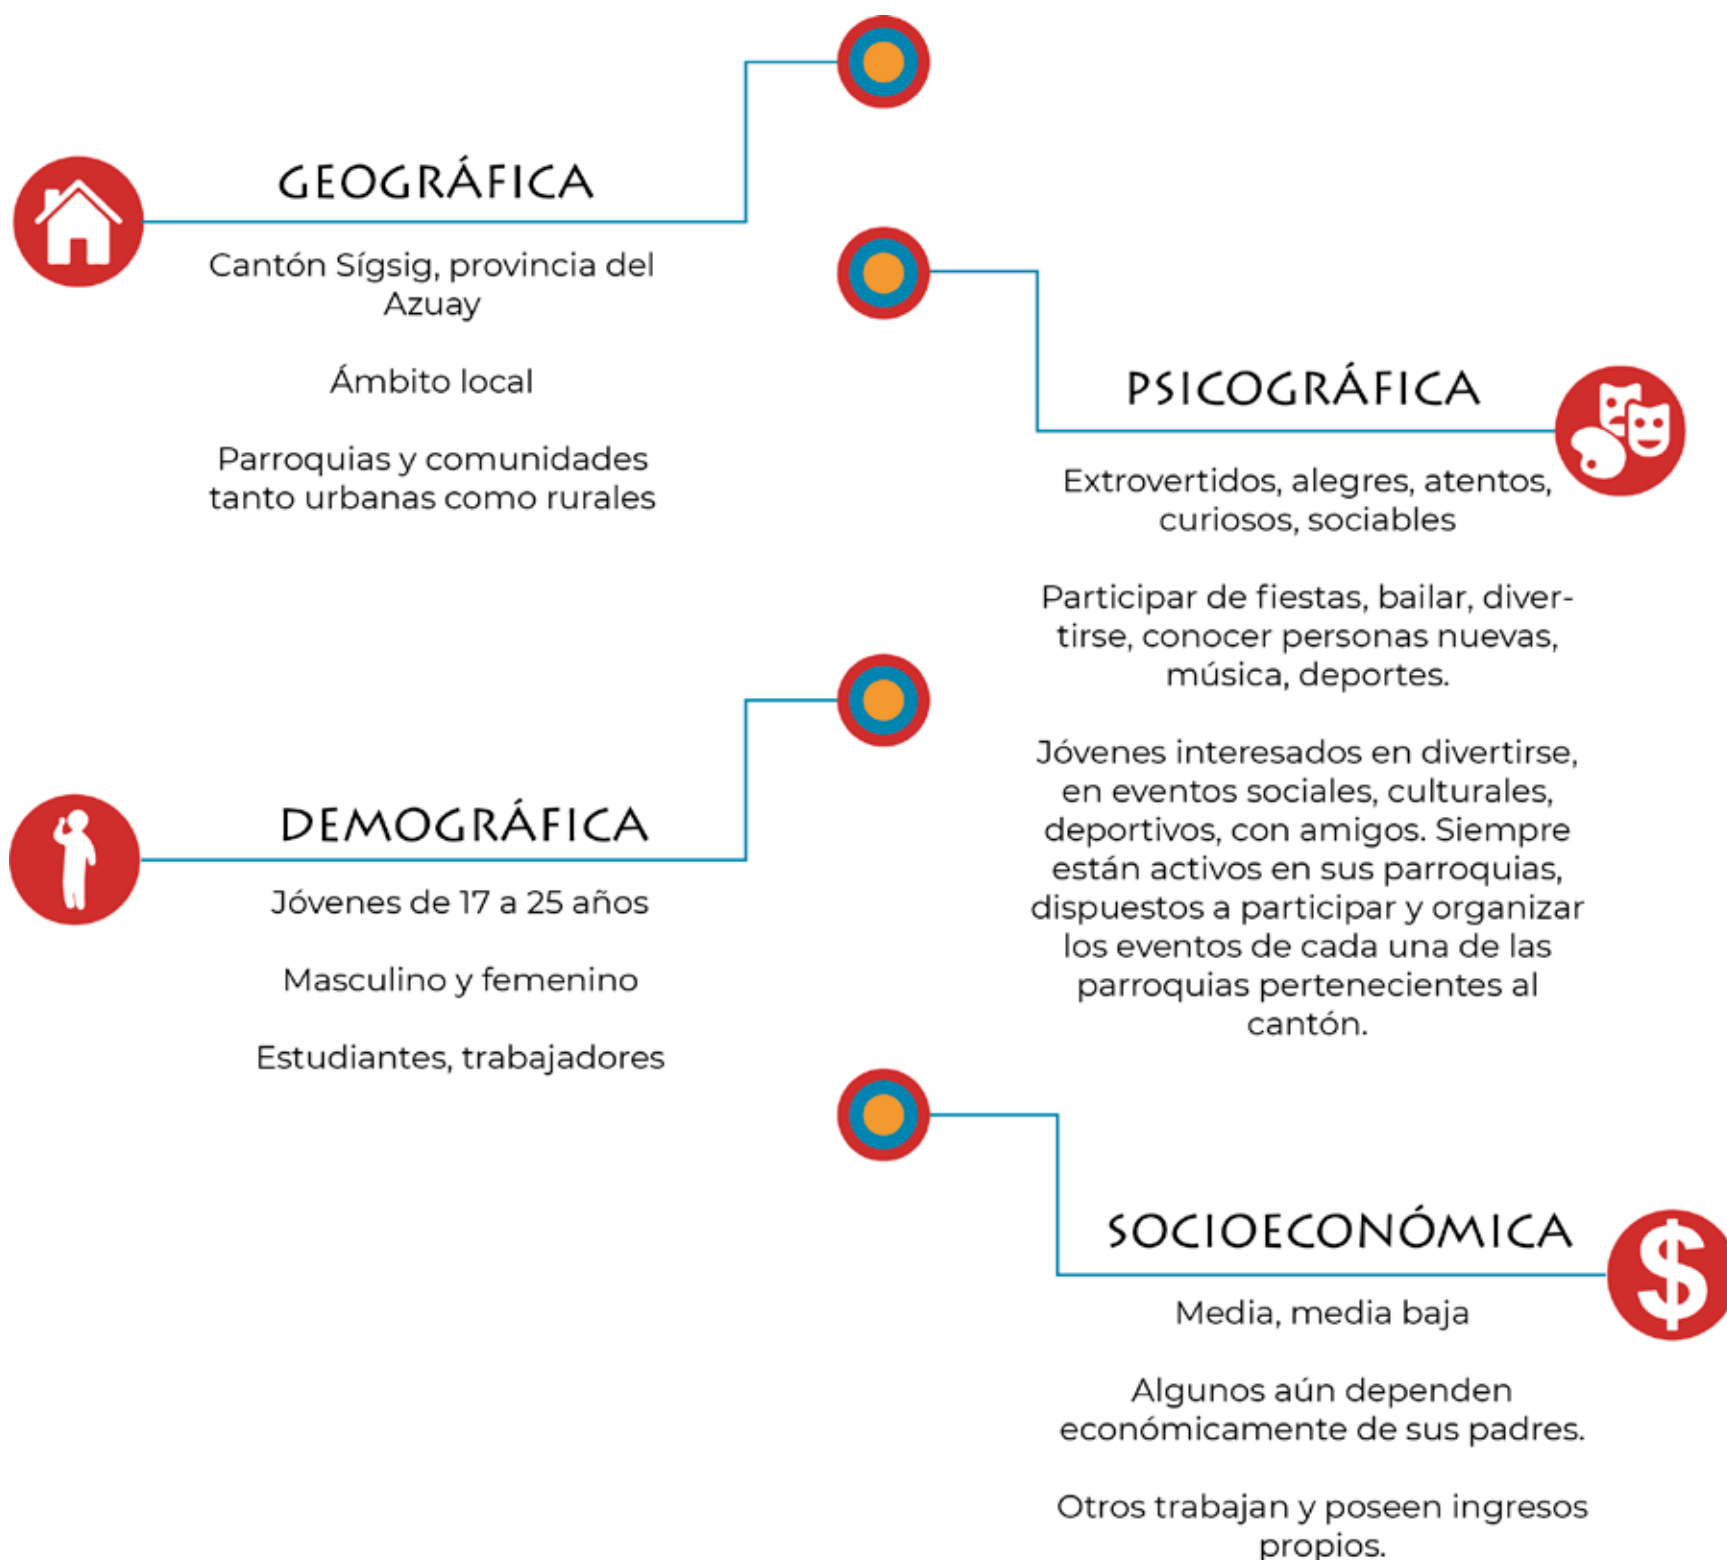 GEOGRÁFICA
Cantón Sígsig, provincia del
Azuay
Ámbito local
Parroquias y comunidades
tanto urbanas como rurales
PSICOGRÁFICA
Extrovertidos, alegres, atentos,
curiosos, sociables
Participar de fiestas, bailar, diver-
tirse, conocer personas nuevas,
música, deportes.
Jóvenes interesados en divertirse,
en eventos sociales, culturales,
deportivos, con amigos. Siempre
están activos en sus parroquias,
dispuestos a participar y organizar
los eventos de cada una de las
parroquias pertenecientes al
cantón.
DEMOGRÁFICA
Jóvenes de 17 a 25 años
Masculino y femenino
Estudiantes, trabajadores
SOCIOECONÓMICA
$
Media, media baja
Algunos aún dependen
económicamente de sus padres.
Otros trabajan y poseen ingresos
propios.